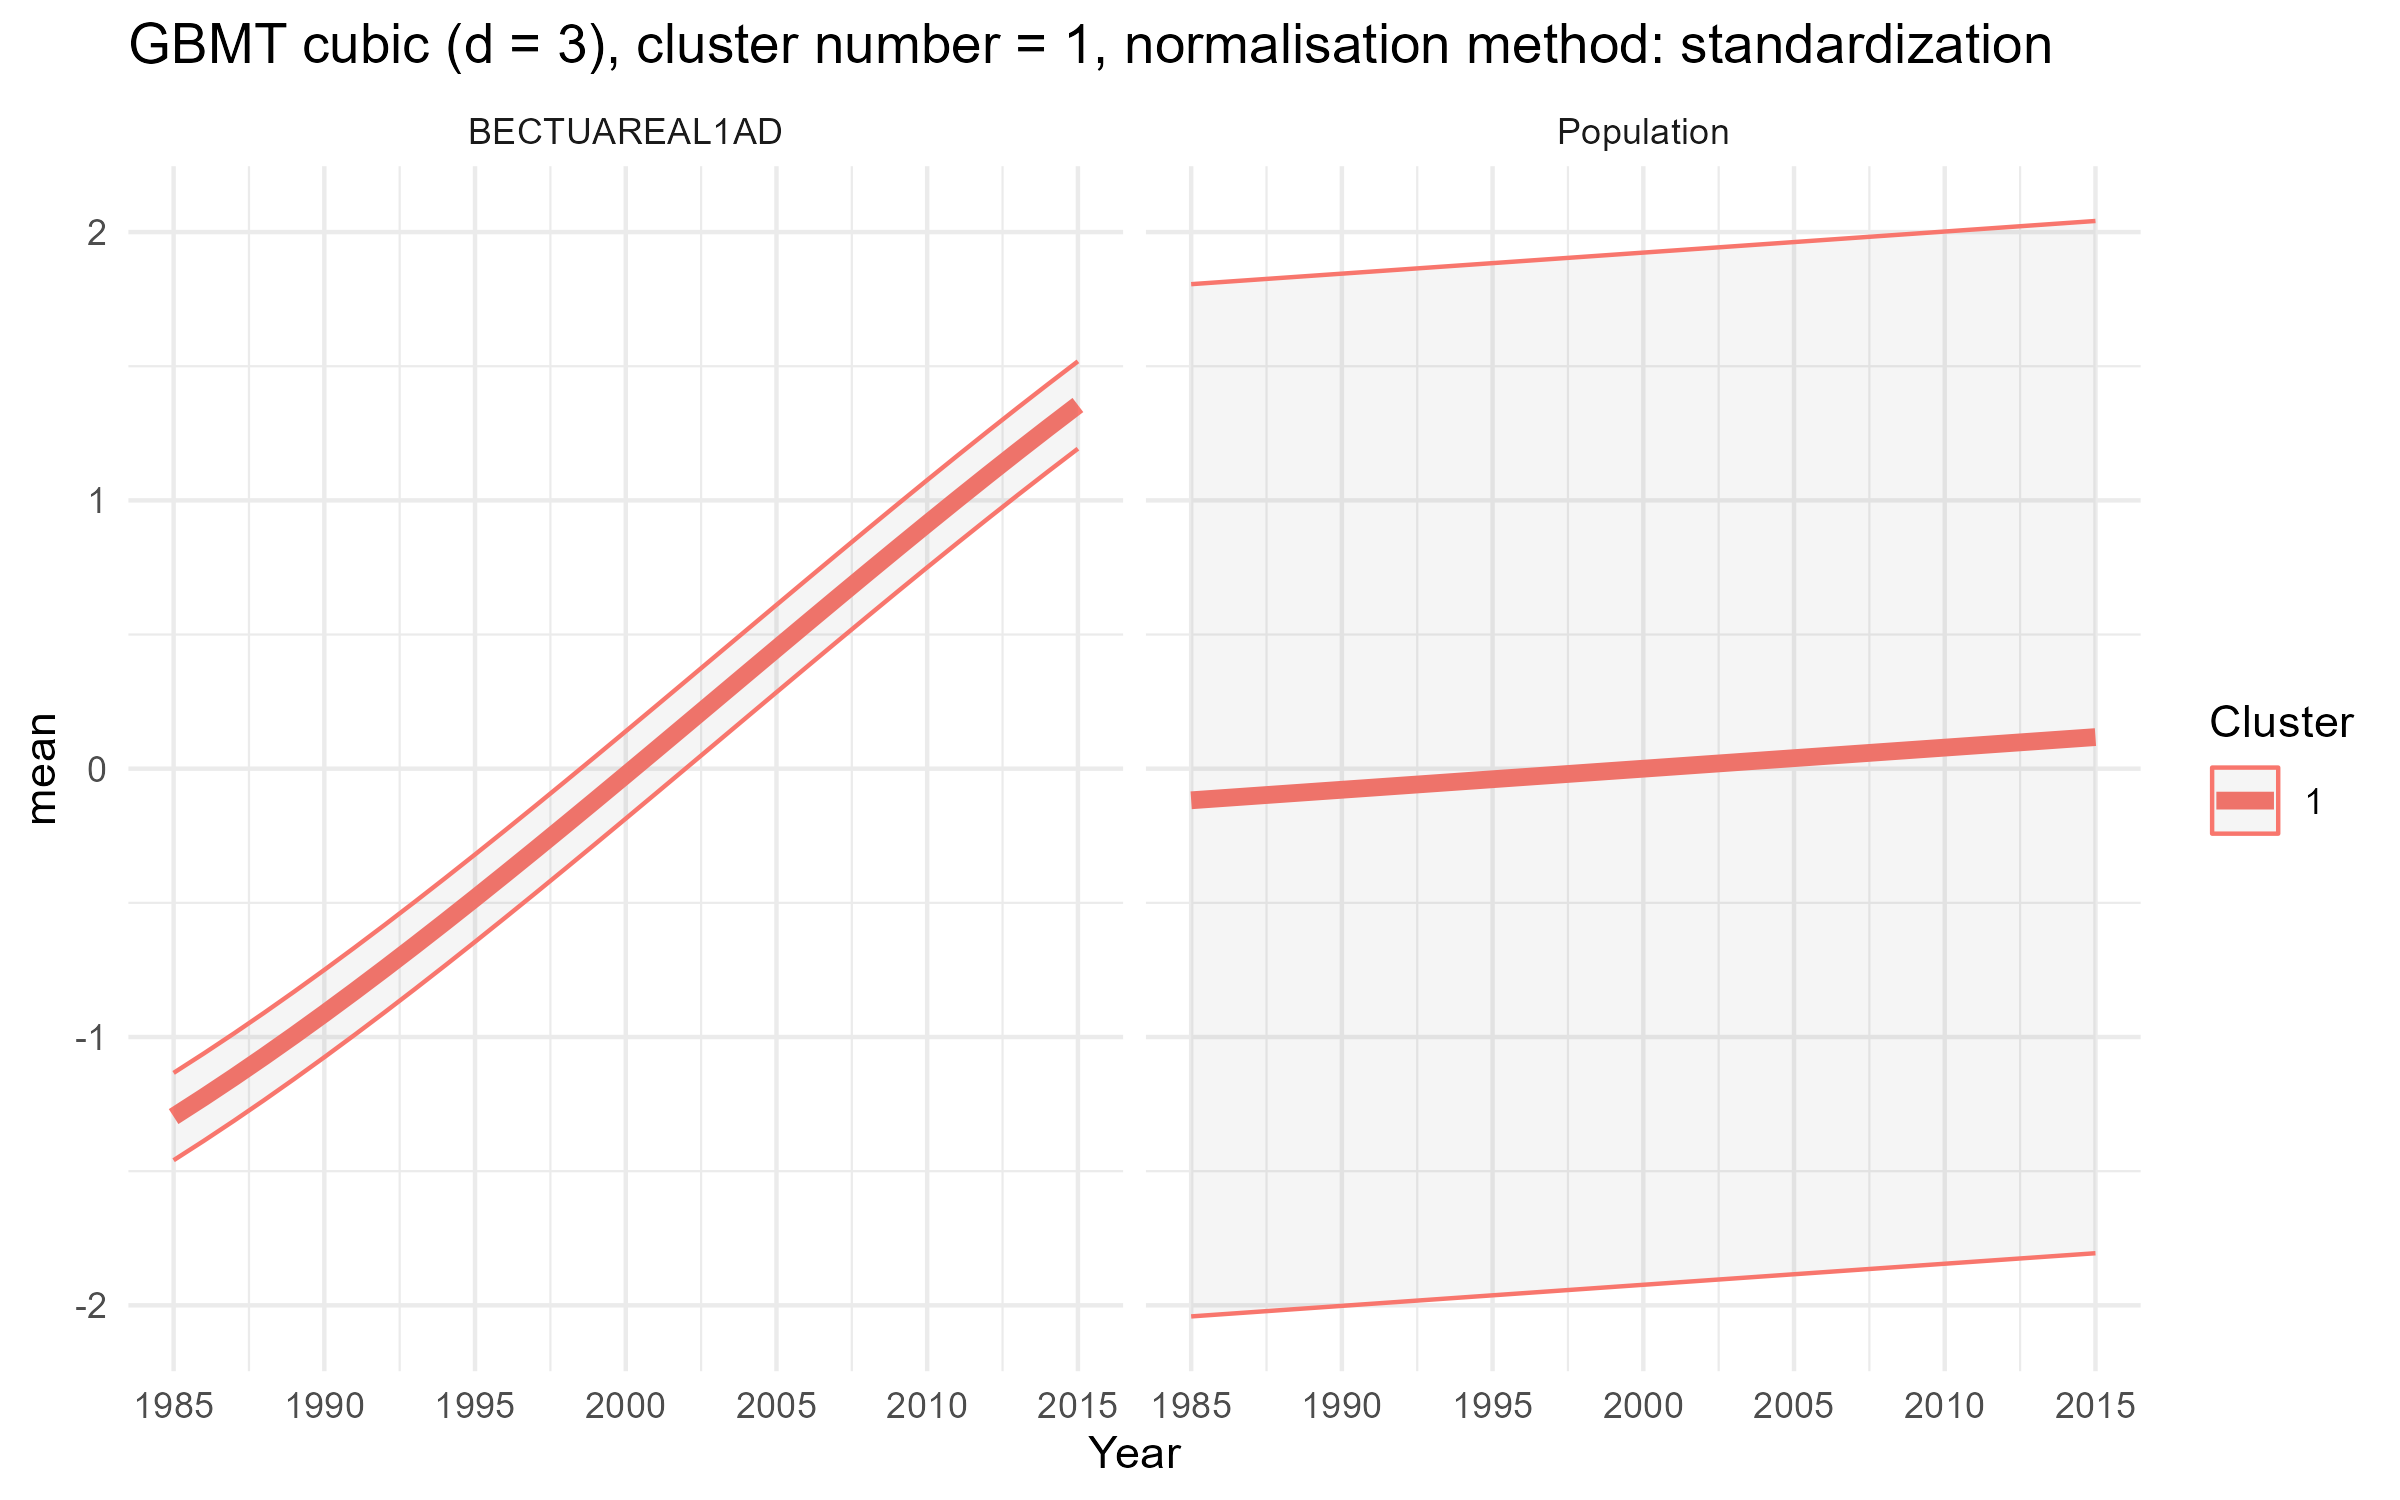 GBMT cubic (d = 3), cluster number = 1, normalisation method: standardization
BECTUAREAL1AD
Population
2
1
0
-1
-2
mean
1985 1990 1995 2000 2005 2010 2015
1985 1990 1995 2000 2005 2010 2015
Year
Cluster
1